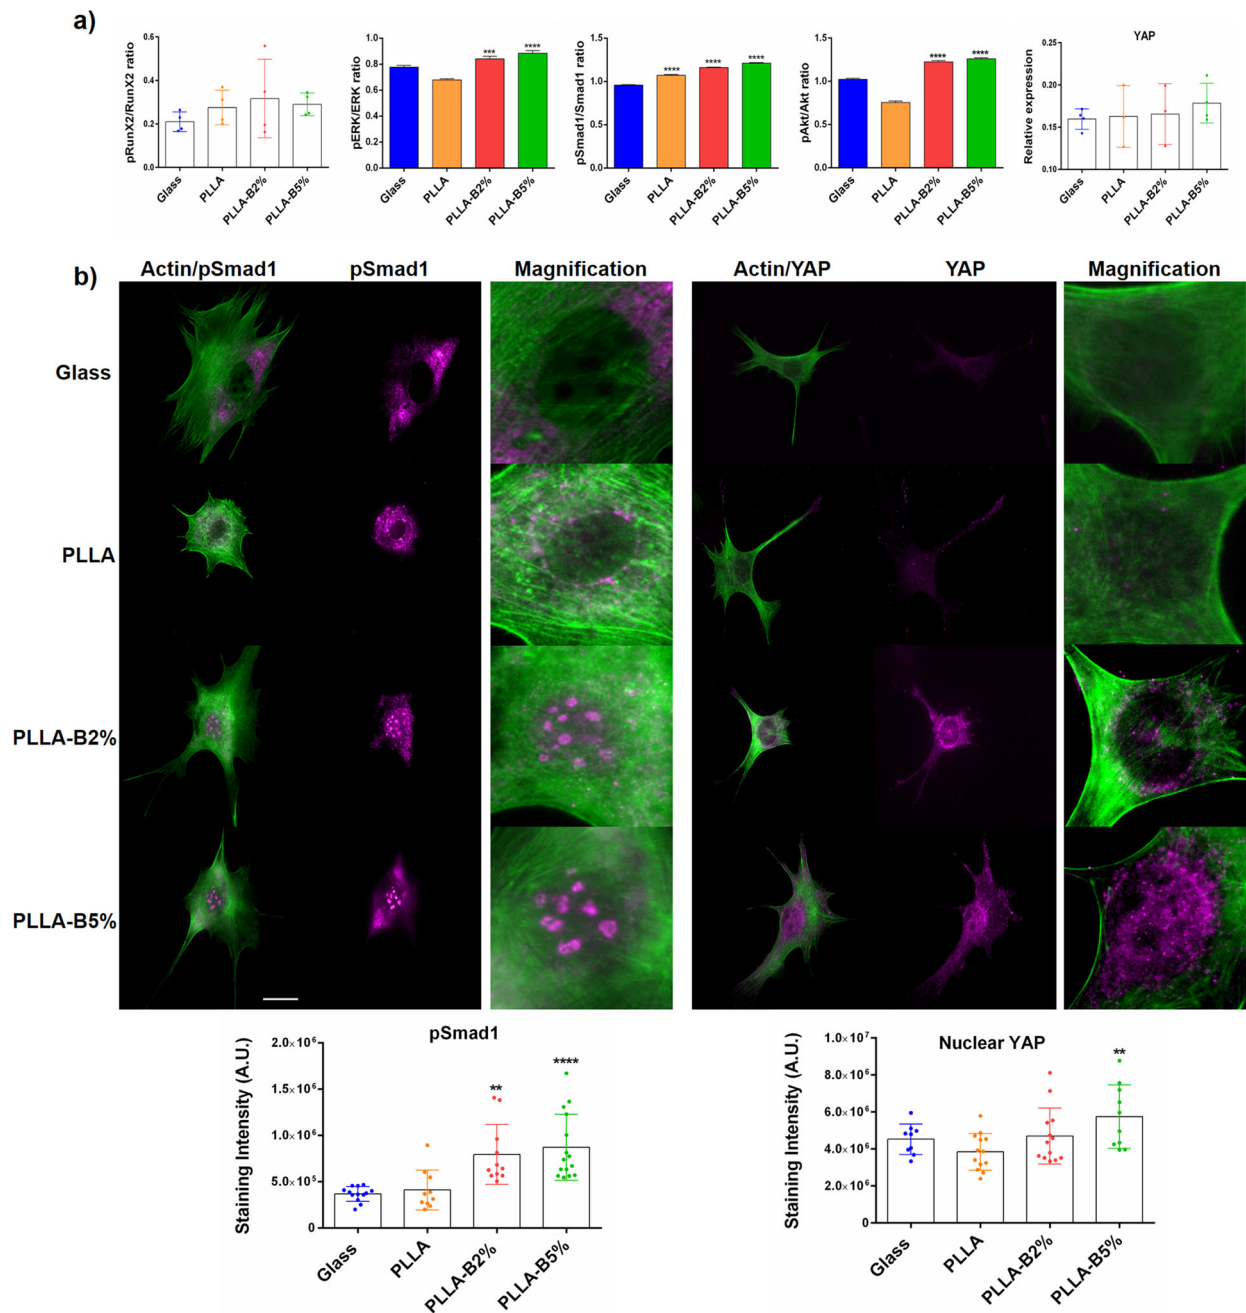 a)
pRunX2/RunX2 ratio
0.6
0.4
0.2
0.0
Glass
PLLA
PLLA-B2%
PLLA-B5%
pERK/ERK ratio
1.0
0.8
0.6
0.4
0.2
0.0
***
****
Glass
PLLA
PLLA-B2%
PLLA-B5%
pSmad1/Smad1 ratio
1.5
1.0
0.5
0.0
****
****
****
Glass
PLLA
PLLA-B2%
PLLA-B5%
pAkt/Akt ratio
1.5
1.0
0.5
0.0
****
****
Glass
PLLA
PLLA-B2%
PLLA-B5%
YAP
Relative expression
0.25
0.20
0.15
0.10
Glass
PLLA
PLLA-B2%
PLLA-B5%
b)
Actin/pSmad1 pSmad1 Magnification Actin/YAP YAP Magnification
Glass
PLLA
PLLA-B2%
PLLA-B5%
pSmad1
Staining Intensity (A.U.)
2.0×10⁶
1.5×10⁶
1.0×10⁶
5.0×10⁵
0
**
****
Glass
PLLA
PLLA-B2%
PLLA-B5%
Nuclear YAP
Staining Intensity (A.U.)
1.0×10⁷
8.0×10⁶
6.0×10⁶
4.0×10⁶
2.0×10⁶
0
**
Glass
PLLA
PLLA-B2%
PLLA-B5%